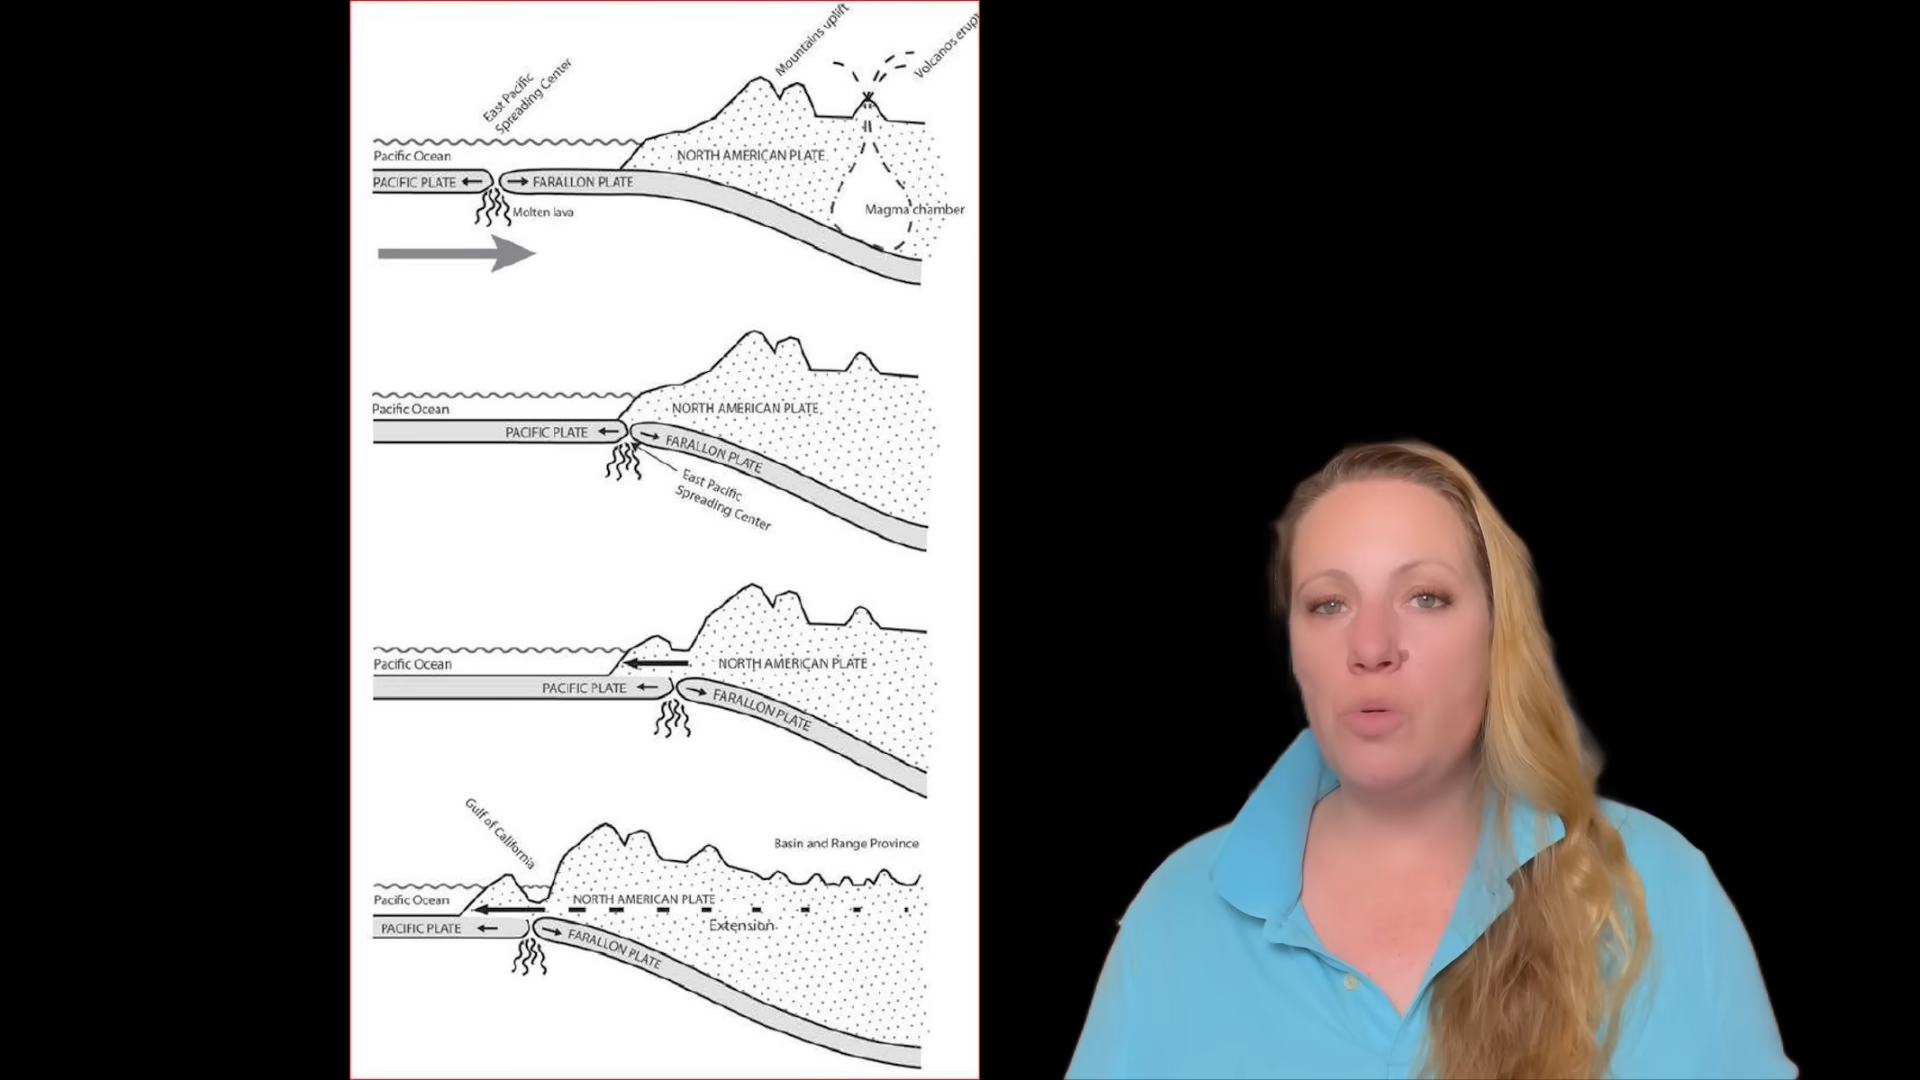 Mountains uplift
Volcanos erupt
East Pacific
Spreading Center
Pacific Ocean
NORTH AMERICAN PLATE
PACIFIC PLATE
FARALLON PLATE
Molten lava
Magma chamber
Pacific Ocean
NORTH AMERICAN PLATE
PACIFIC PLATE
FARALLON PLATE
East Pacific
Spreading Center
Pacific Ocean
NORTH AMERICAN PLATE
PACIFIC PLATE
FARALLON PLATE
Gulf of California
Basin and Range Province
Pacific Ocean
NORTH AMERICAN PLATE
Extension
PACIFIC PLATE
FARALLON PLATE